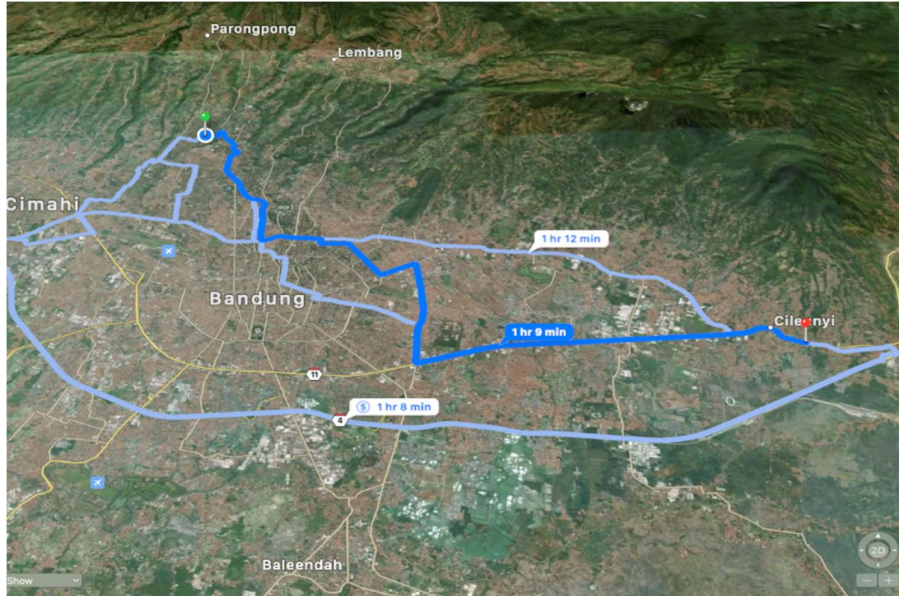 Parongpong
Lembang
Cimahi
1 hr 12 min
Bandung
Cileunyi
1 hr 9 min
11
$ 1 hr 8 min
4
Baleendah
2D
Show